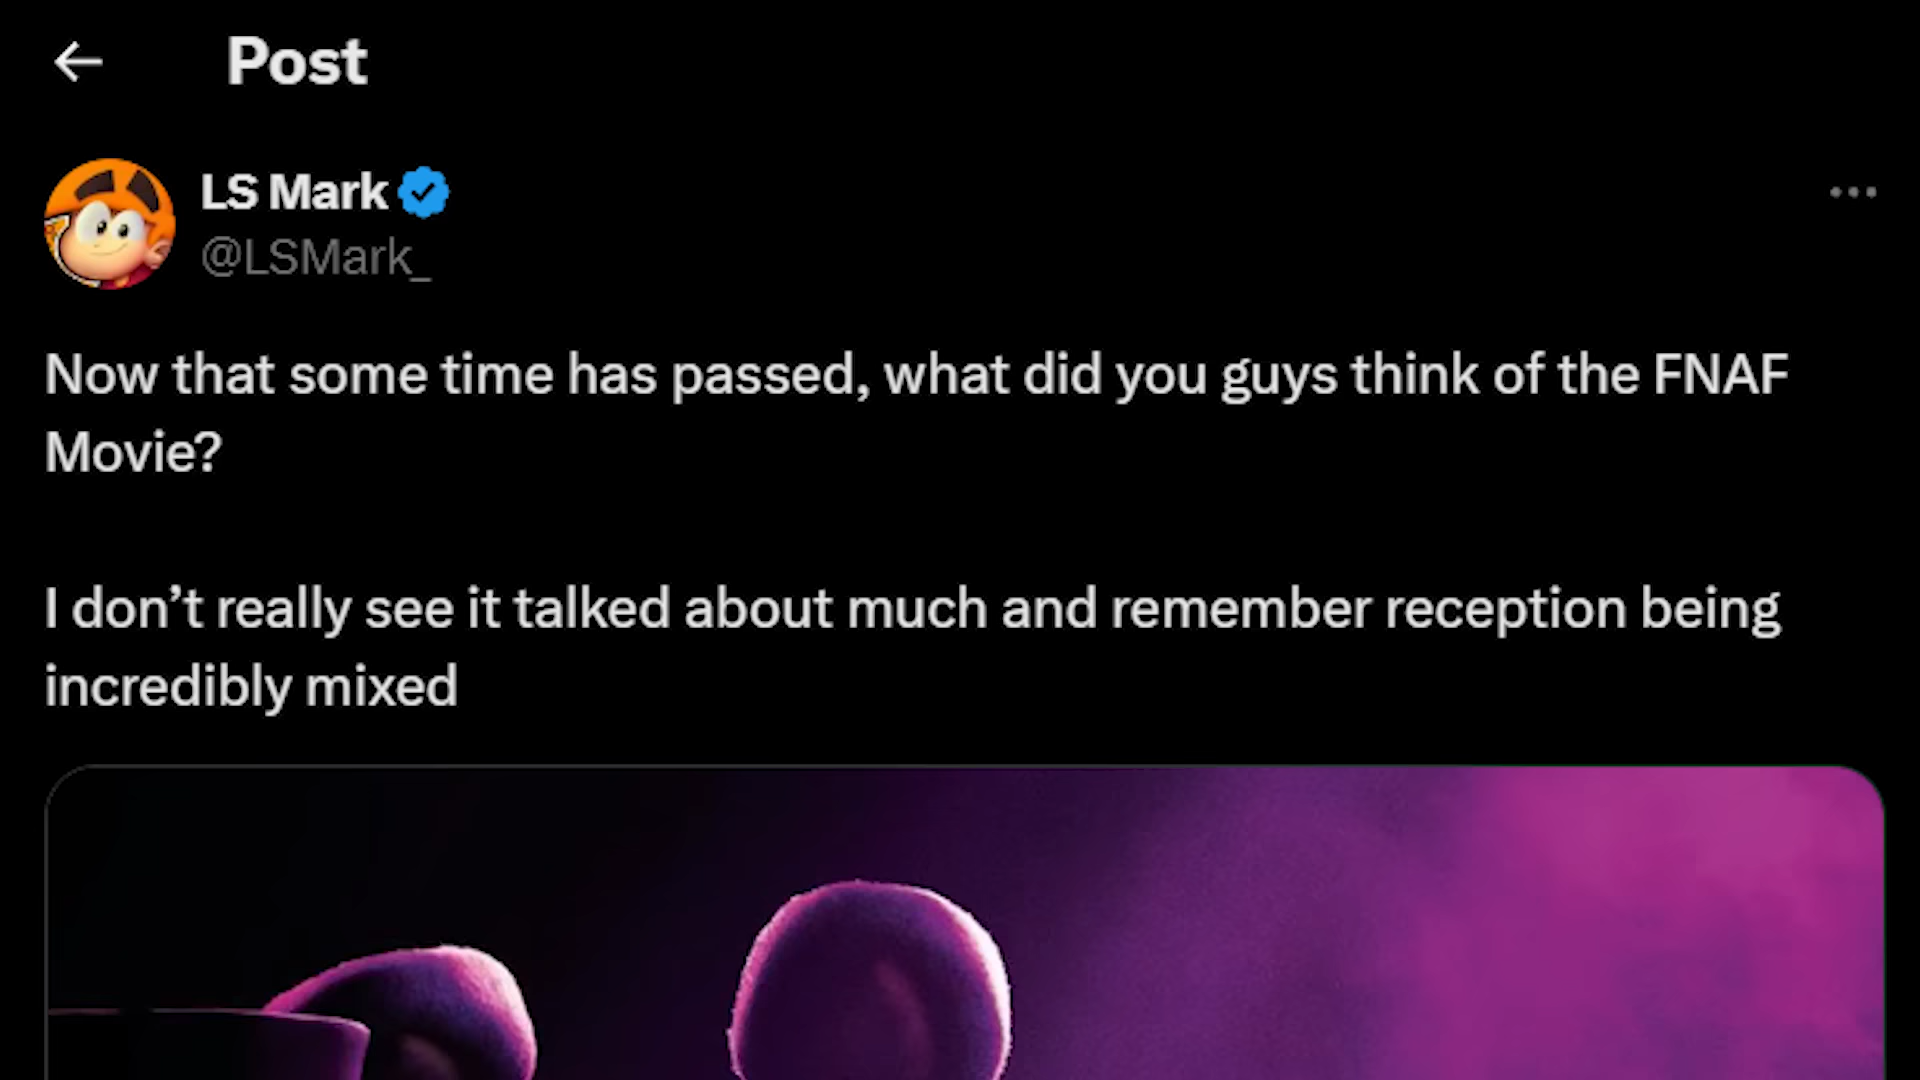 Post
LS Mark
@LSMark_
Now that some time has passed, what did you guys think of the FNAF
Movie?
I don’t really see it talked about much and remember reception being
incredibly mixed